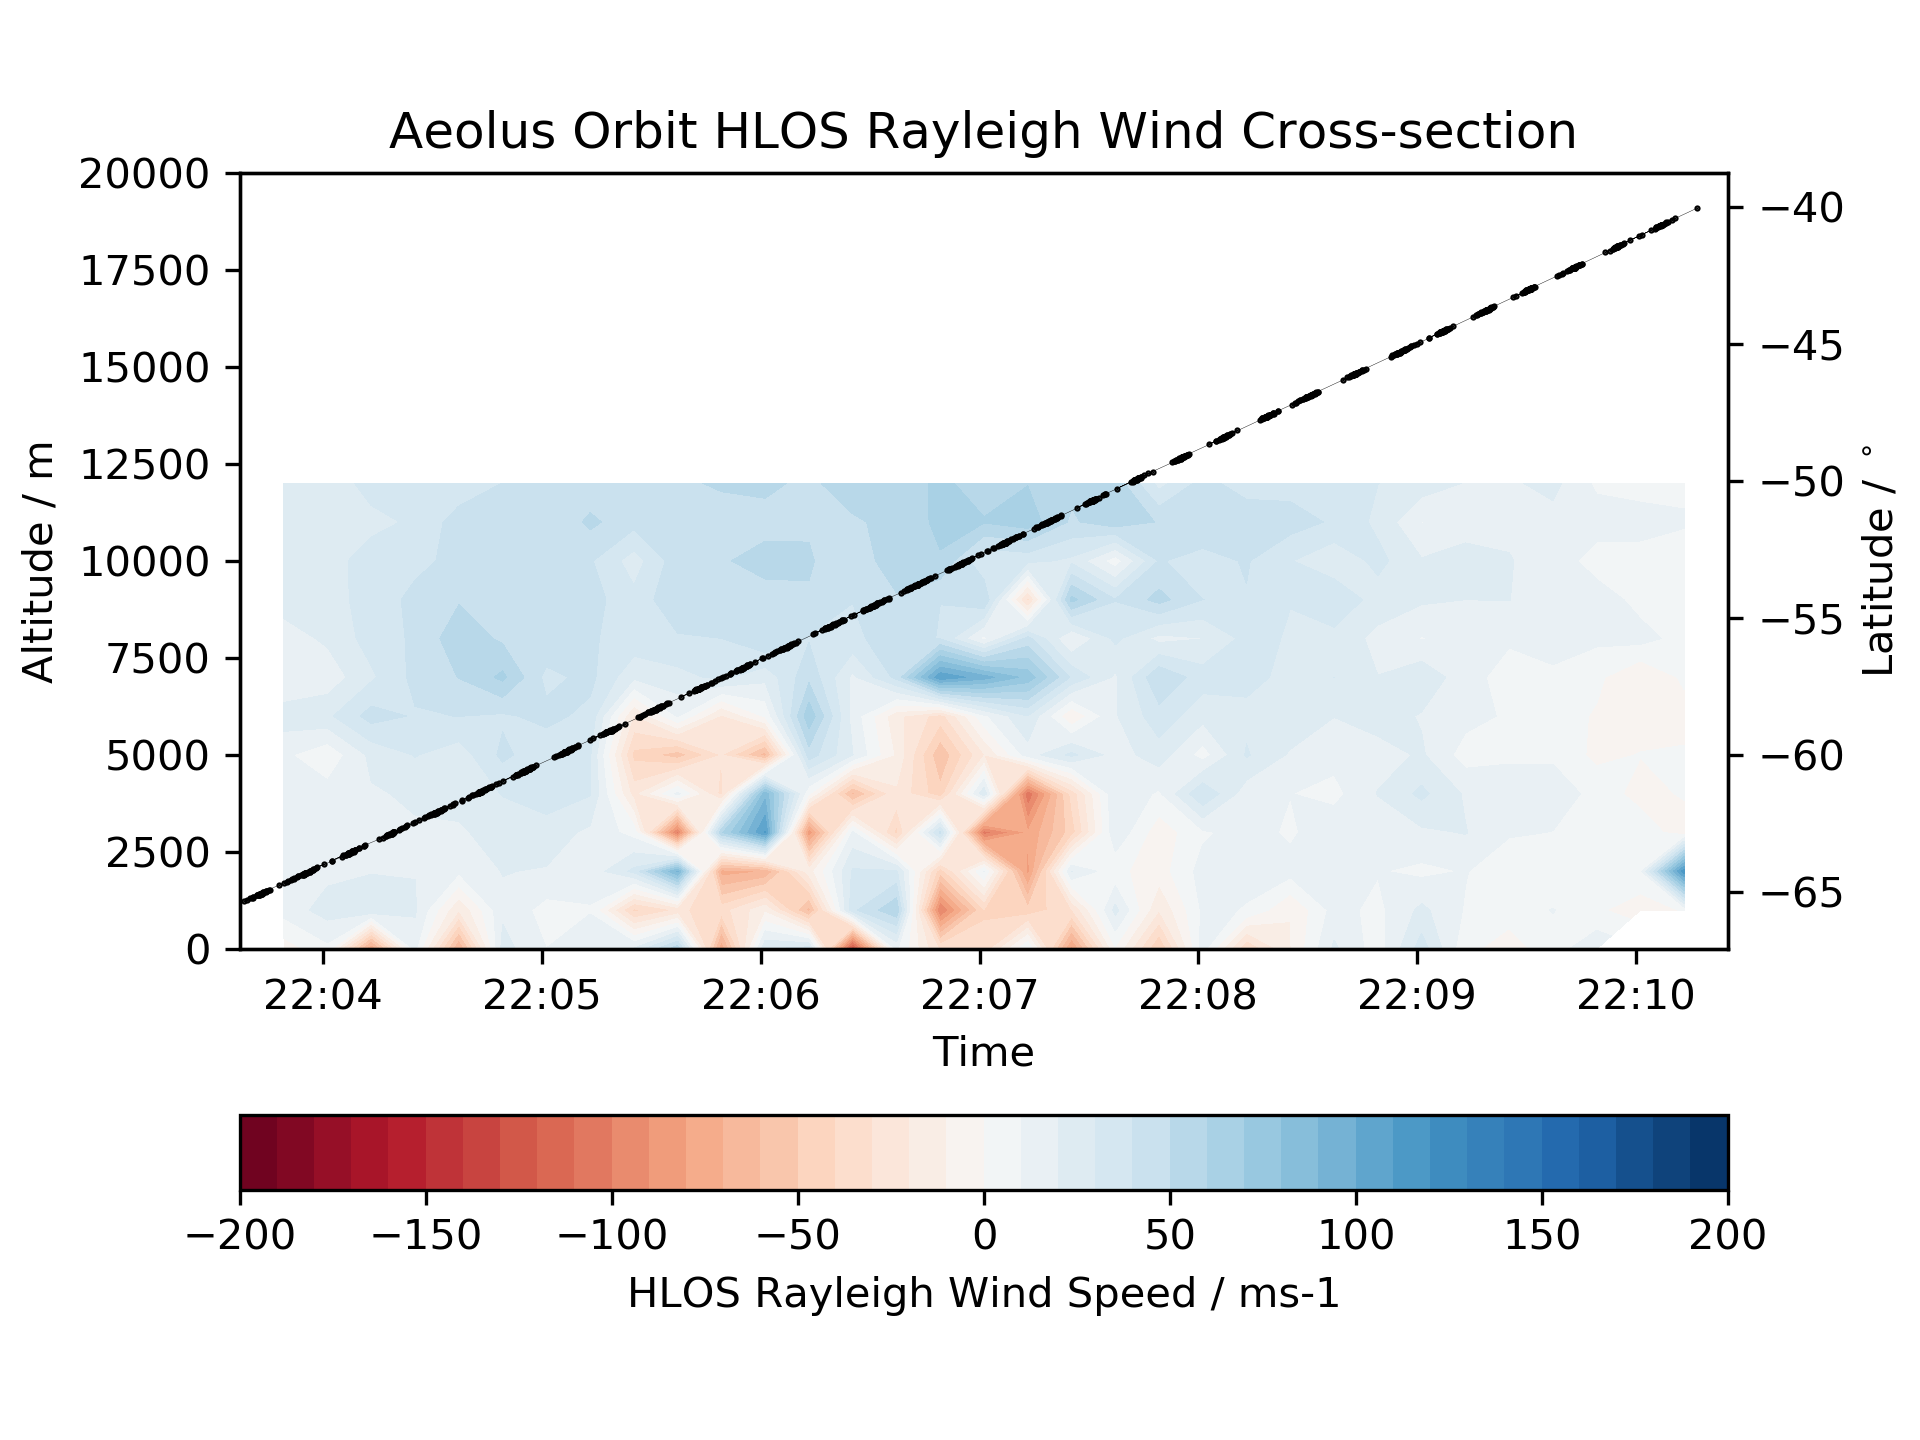 Aeolus Orbit HLOS Rayleigh Wind Cross-section
20000
17500
15000
12500
10000
7500
5000
2500
0
Altitude / m
−40
−45
−50
−55
−60
−65
Latitude / °
22:04 22:05 22:06 22:07 22:08 22:09 22:10
Time
−200 −150 −100 −50 0 50 100 150 200
HLOS Rayleigh Wind Speed / ms-1